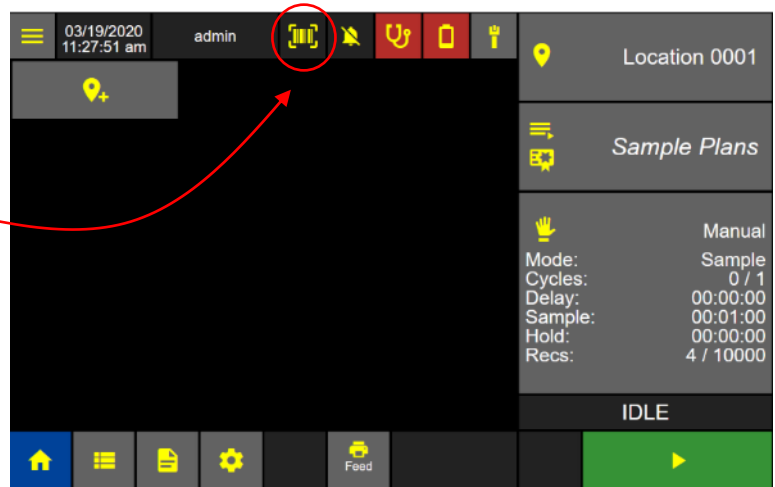 03/19/2020
11:27:51 am
admin
Location 0001
Sample Plans
Manual
Mode: Sample
Cycles: 0 / 1
Delay: 00:00:00
Sample: 00:01:00
Hold: 00:00:00
Recs: 4 / 10000
IDLE
Feed